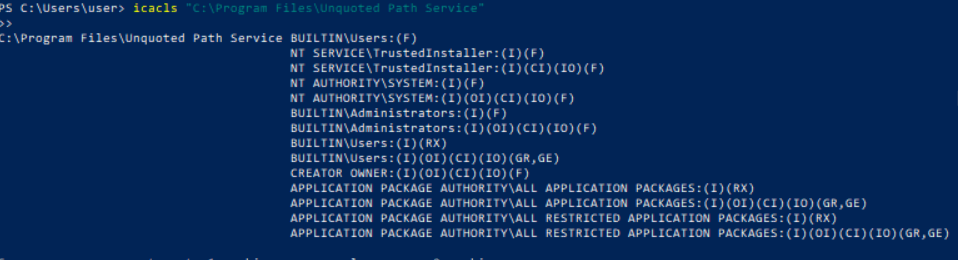 PS C:\Users\user> icacls "C:\Program Files\Unquoted Path Service"
>>
C:\Program Files\Unquoted Path Service BUILTIN\Users:(F)
NT SERVICE\TrustedInstaller:(I)(F)
NT SERVICE\TrustedInstaller:(I)(CI)(IO)(F)
NT AUTHORITY\SYSTEM:(I)(F)
NT AUTHORITY\SYSTEM:(I)(OI)(CI)(IO)(F)
BUILTIN\Administrators:(I)(F)
BUILTIN\Administrators:(I)(OI)(CI)(IO)(F)
BUILTIN\Users:(I)(RX)
BUILTIN\Users:(I)(OI)(CI)(IO)(GR,GE)
CREATOR OWNER:(I)(OI)(CI)(IO)(F)
APPLICATION PACKAGE AUTHORITY\ALL APPLICATION PACKAGES:(I)(RX)
APPLICATION PACKAGE AUTHORITY\ALL APPLICATION PACKAGES:(I)(OI)(CI)(IO)(GR,GE)
APPLICATION PACKAGE AUTHORITY\ALL RESTRICTED APPLICATION PACKAGES:(I)(RX)
APPLICATION PACKAGE AUTHORITY\ALL RESTRICTED APPLICATION PACKAGES:(I)(OI)(CI)(IO)(GR,GE)